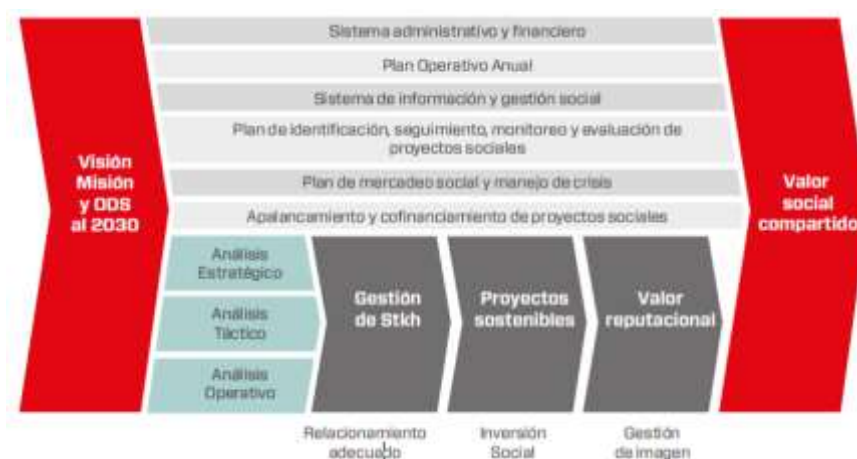 Visión
Misión
y ODS
al 2030
Sistema administrativo y financiero
Plan Operativo Anual
Sistema de información y gestión social
Plan de identificación, seguimiento, monitoreo y evaluación de
proyectos sociales
Plan de mercadeo social y manejo de crisis
Apalancamiento y cofinanciamiento de proyectos sociales
Análisis
Estratégico
Análisis
Táctico
Análisis
Operativo
Gestión
de Stkh
Proyectos
sostenibles
Valor
reputacional
Valor
social
compartido
Relacionamiento
adecuado
Inversión
Social
Gestión
de imagen